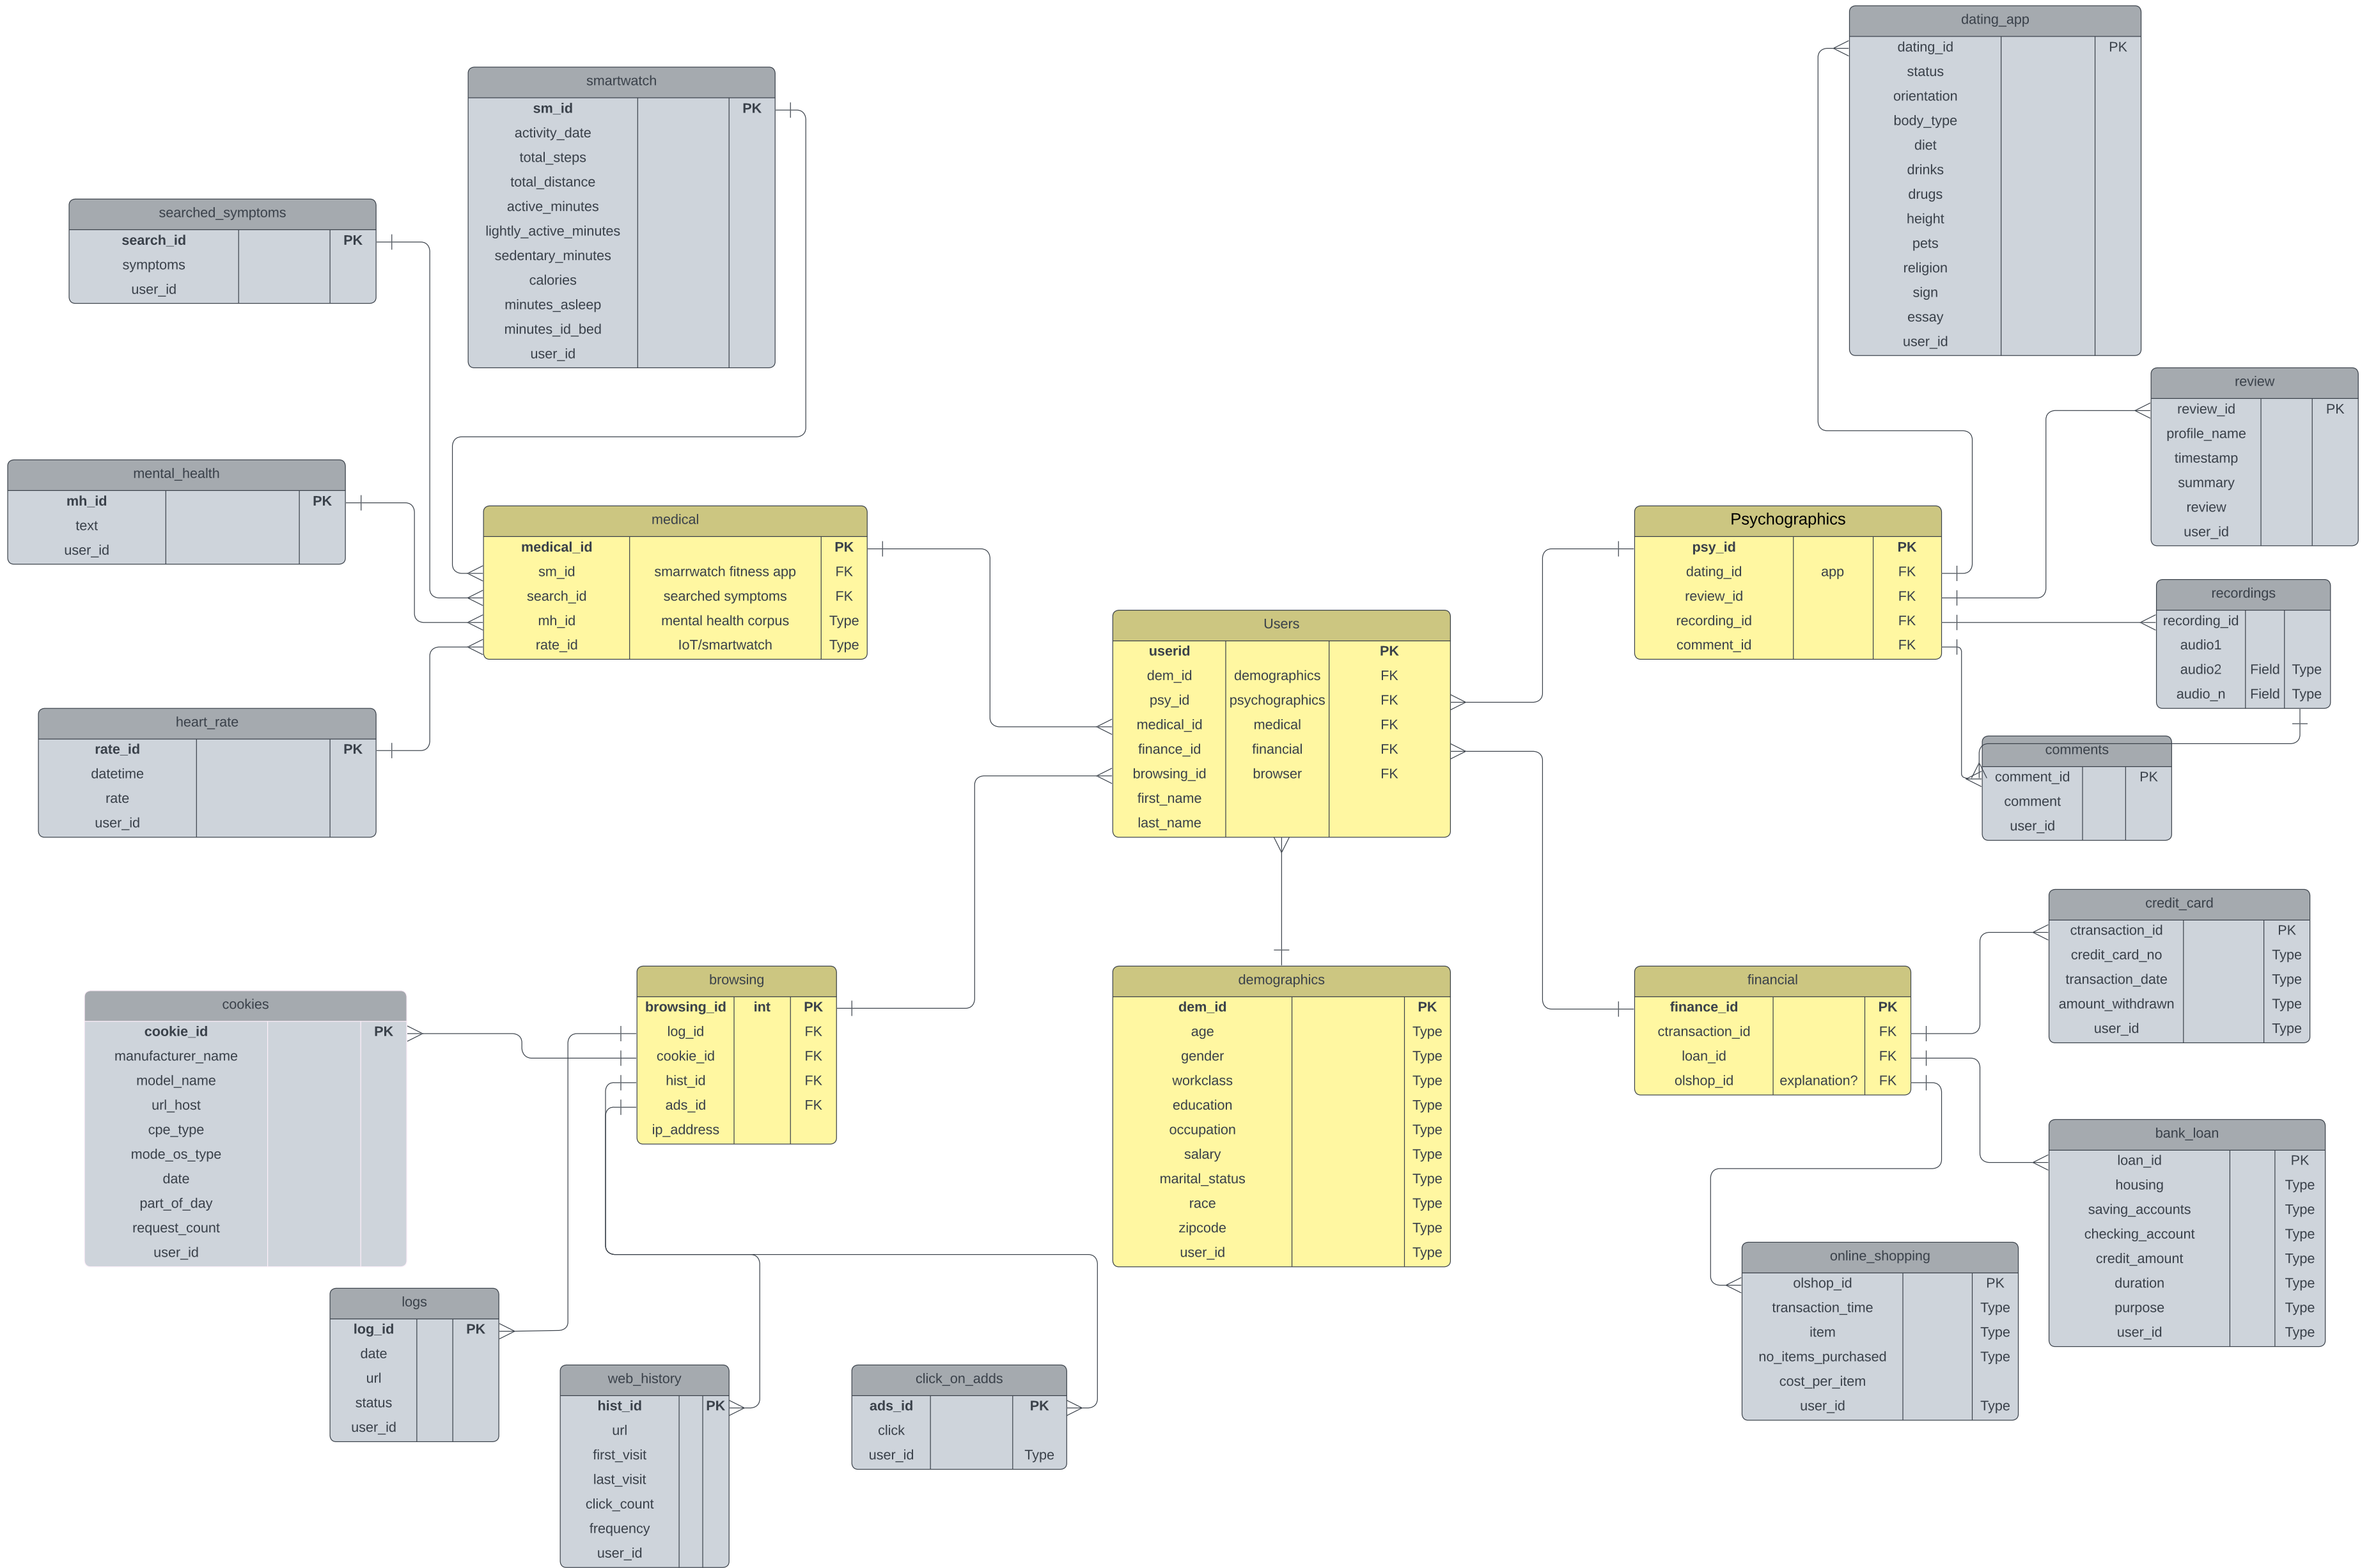 dating_app
dating_id PK
status
orientation
body_type
diet
drinks
drugs
height
pets
religion
sign
essay
user_id
smartwatch
sm_id PK
activity_date
total_steps
total_distance
active_minutes
lightly_active_minutes
sedentary_minutes
calories
minutes_asleep
minutes_id_bed
user_id
searched_symptoms
search_id PK
symptoms
user_id
review
review_id PK
profile_name
timestamp
summary
review
user_id
mental_health
mh_id PK
text
user_id
medical
medical_id PK
sm_id smarrwatch fitness app FK
search_id searched symptoms FK
mh_id mental health corpus Type
rate_id IoT/smartwatch Type
Psychographics
psy_id PK
dating_id app FK
review_id FK
recording_id FK
comment_id FK
recordings
recording_id
audio1
audio2 Field Type
audio_n Field Type
Users
userid PK
dem_id demographics FK
psy_id psychographics FK
medical_id medical FK
finance_id financial FK
browsing_id browser FK
first_name
last_name
heart_rate
rate_id PK
datetime
rate
user_id
comments
comment_id PK
comment
user_id
credit_card
ctransaction_id PK
credit_card_no Type
transaction_date Type
amount_withdrawn Type
user_id Type
browsing
browsing_id int PK
log_id FK
cookie_id FK
hist_id FK
ads_id FK
ip_address
demographics
dem_id PK
age Type
gender Type
workclass Type
education Type
occupation Type
salary Type
marital_status Type
race Type
zipcode Type
user_id Type
financial
finance_id PK
ctransaction_id FK
loan_id FK
olshop_id explanation? FK
cookies
cookie_id PK
manufacturer_name
model_name
url_host
cpe_type
mode_os_type
date
part_of_day
request_count
user_id
bank_loan
loan_id PK
housing Type
saving_accounts Type
checking_account Type
credit_amount Type
duration Type
purpose Type
user_id Type
online_shopping
olshop_id PK
transaction_time Type
item Type
no_items_purchased Type
cost_per_item
user_id Type
logs
log_id PK
date
url
status
user_id
web_history
hist_id PK
url
first_visit
last_visit
click_count
frequency
user_id
click_on_adds
ads_id PK
click
user_id Type